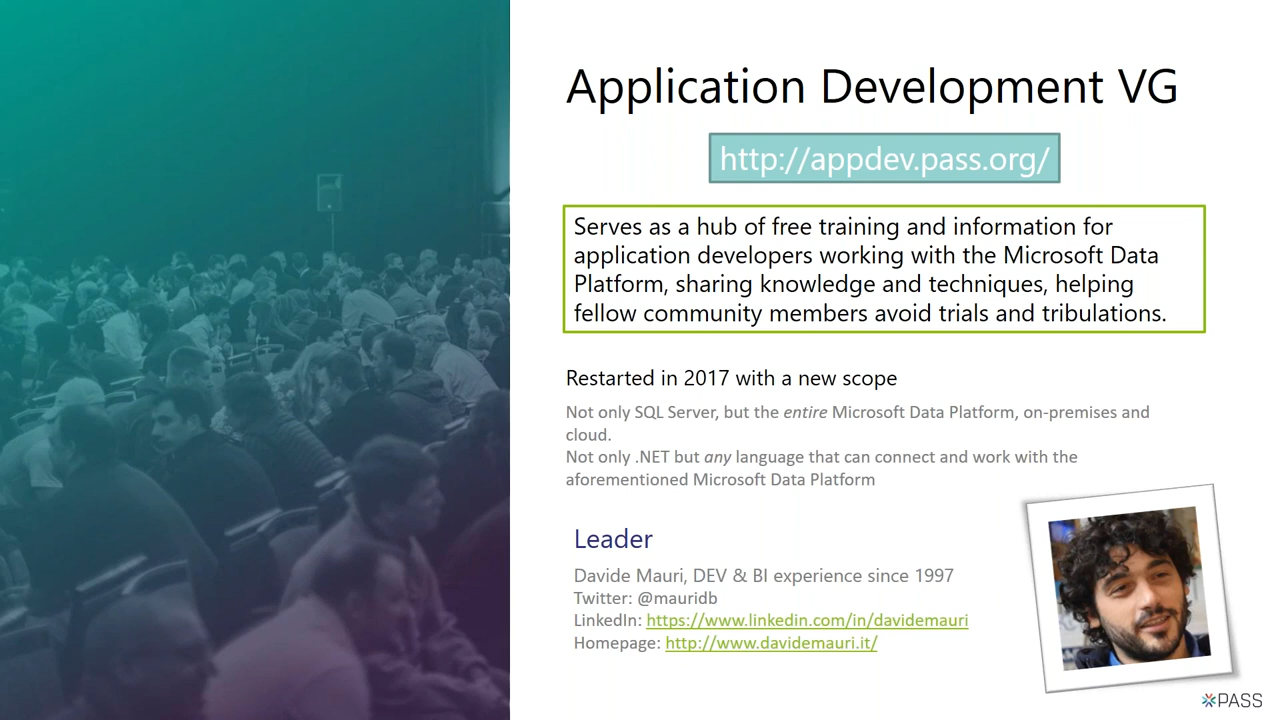 Application Development VG
http://appdev.pass.org/
Serves as a hub of free training and information for
application developers working with the Microsoft Data
Platform, sharing knowledge and techniques, helping
fellow community members avoid trials and tribulations.
Restarted in 2017 with a new scope
Not only SQL Server, but the entire Microsoft Data Platform, on-premises and
cloud.
Not only .NET but any language that can connect and work with the
aforementioned Microsoft Data Platform
Leader
Davide Mauri, DEV & BI experience since 1997
Twitter: @mauridb
LinkedIn: https://www.linkedin.com/in/davidemauri
Homepage: http://www.davidemauri.it/
PASS